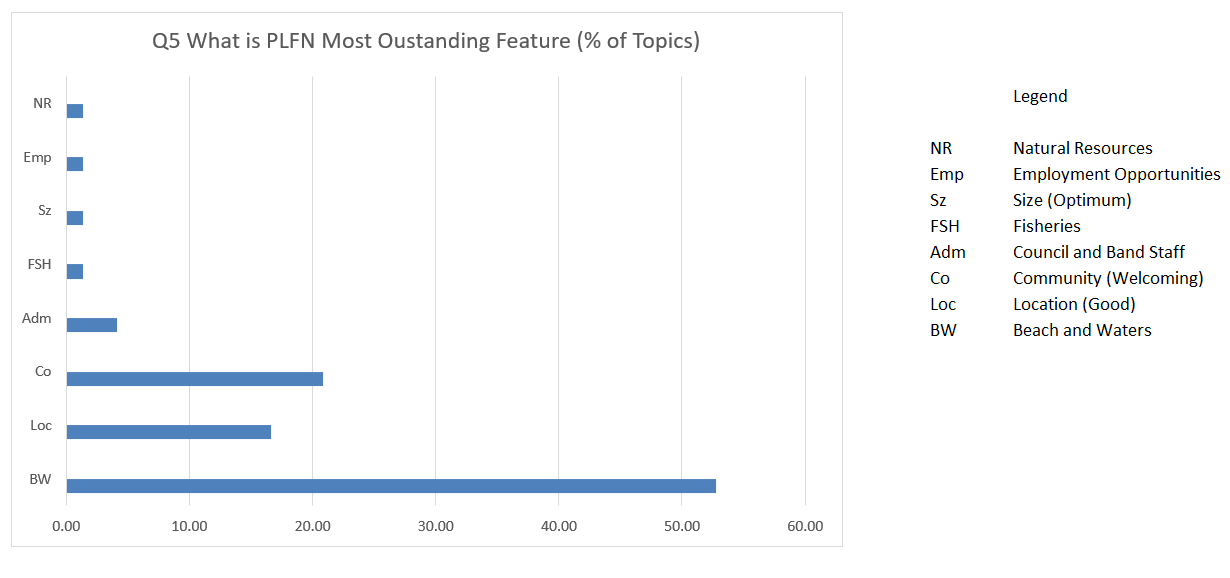 Q5 What is PLFN Most Oustanding Feature (% of Topics)
NR
Emp
Sz
FSH
Adm
Co
Loc
BW
0.00 10.00 20.00 30.00 40.00 50.00 60.00
Legend
NR Natural Resources
Emp Employment Opportunities
Sz Size (Optimum)
FSH Fisheries
Adm Council and Band Staff
Co Community (Welcoming)
Loc Location (Good)
BW Beach and Waters